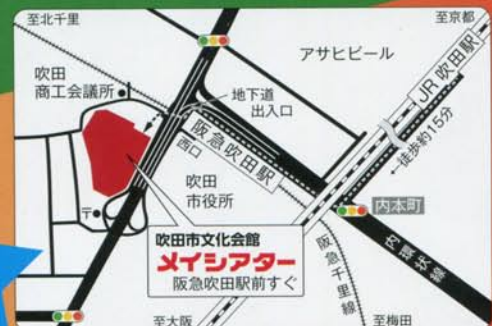 至北千里
至京都
アサヒビール
吹田
商工会議所
地下道
出入口
JR吹田駅
←徒歩約15分
阪急吹田駅
西口
吹田
市役所
内本町
〒
吹田市文化会館
メイシアター
阪急吹田駅前すぐ
阪急千里線
内環状線
至大阪
至梅田